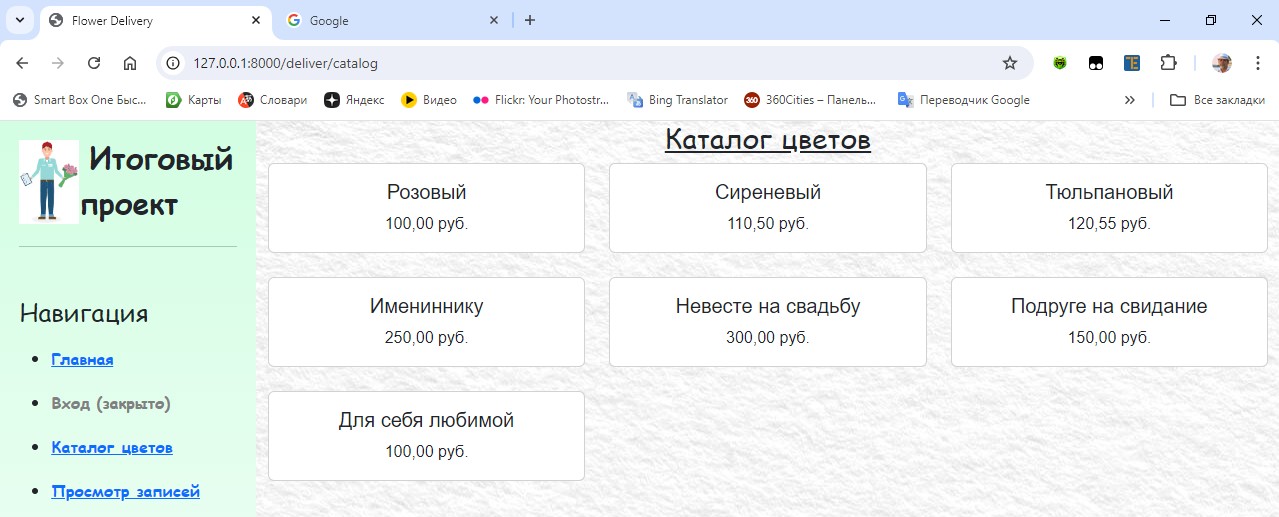 Flower Delivery
Google
127.0.0.1:8000/deliver/catalog
Smart Box One Быс... Карты Словари Яндекс Видео Flickr: Your Photostr... Bing Translator 360Cities – Панель... Переводчик Google Все закладки
Итоговый
проект
Навигация
Главная
Вход (закрыто)
Каталог цветов
Просмотр записей
Каталог цветов
Розовый
100,00 руб.
Сиреневый
110,50 руб.
Тюльпановый
120,55 руб.
Имениннику
250,00 руб.
Невесте на свадьбу
300,00 руб.
Подруге на свидание
150,00 руб.
Для себя любимой
100,00 руб.